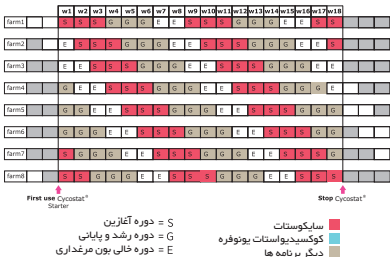 w1 w2 w3 w4 w5 w6 w7 w8 w9 w10 w11 w12 w13 w14 w15 w16 w17 w18
farm1 S S S G G G E E S S S G G G E E S S
farm2 E S S S G G G E E S S S G G G E E S
farm3 E E S S S G G G E E S S S G G G E E
farm4 G E E S S S G G G E E S S S G G G E
farm5 G G E E S S S G G G E E S S S G G G
farm6 G G G E E S S S G G G E E S S S G G
farm7 S G G G E E S S S G G G E E S S S G
farm8 S S G G G E E S S S G G G E E S S S
First use Cycostat®
Starter
Stop Cycostat®
S = دوره آغازین
G = دوره رشد و پایانی
E = دوره خالی بون مرغداری
سایکوستات
کوکسیدیواستات یونوفره
دیگر برنامه ها